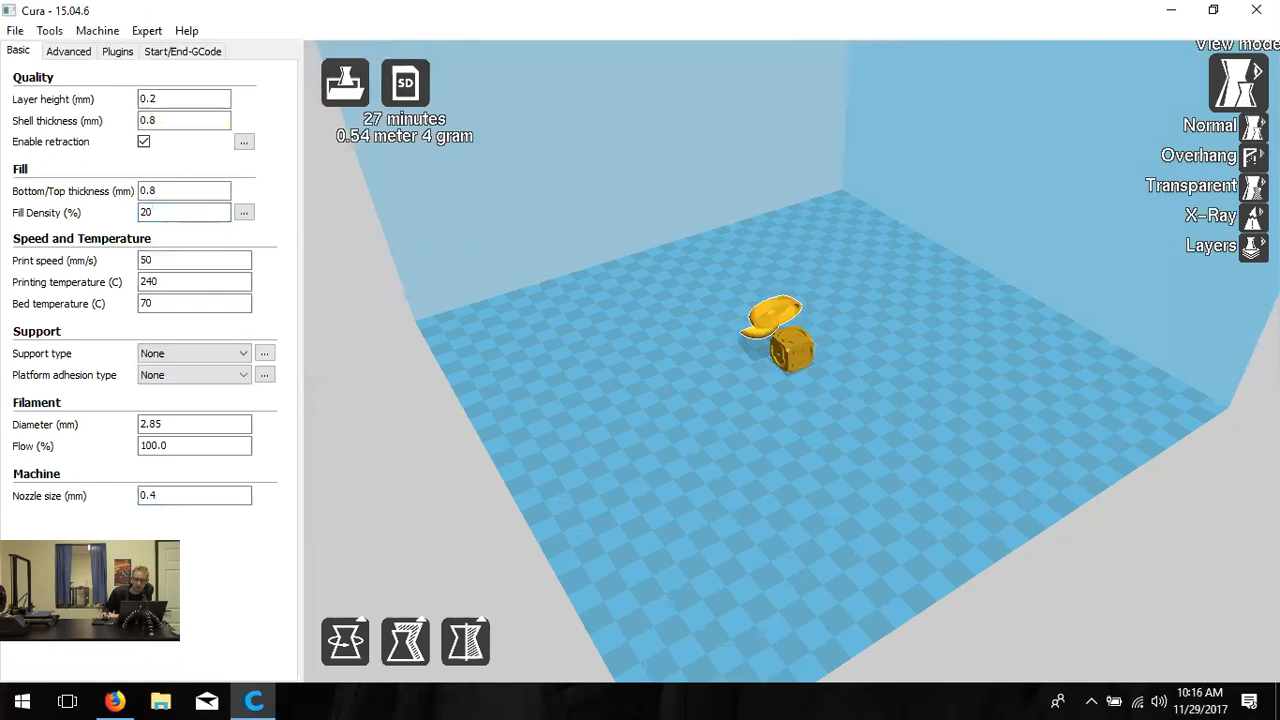 Cura - 15.04.6
File Tools Machine Expert Help
Basic Advanced Plugins Start/End-GCode
Quality
Layer height (mm) 0.2
Shell thickness (mm) 0.8
Enable retraction ...
Fill
Bottom/Top thickness (mm) 0.8
Fill Density (%) 20 ...
Speed and Temperature
Print speed (mm/s) 50
Printing temperature (C) 240
Bed temperature (C) 70
Support
Support type None ...
Platform adhesion type None ...
Filament
Diameter (mm) 2.85
Flow (%) 100.0
Machine
Nozzle size (mm) 0.4
SD
27 minutes
0.54 meter 4 gram
View mode
Normal
Overhang
Transparent
X-Ray
Layers
10:16 AM
11/29/2017